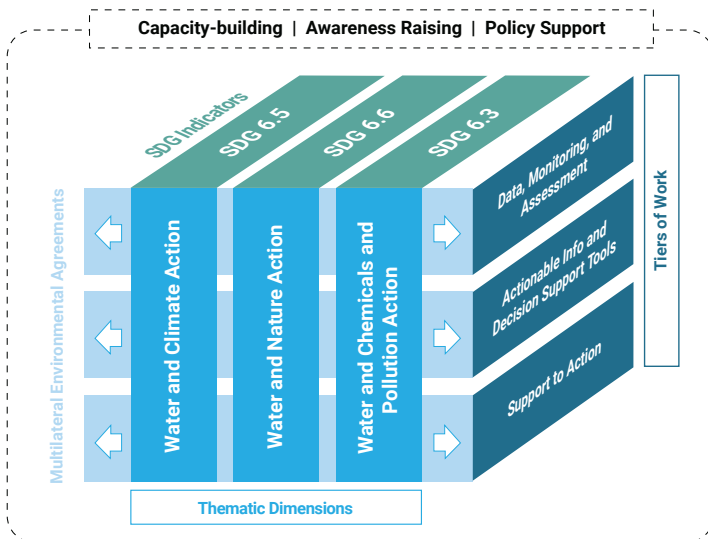 Capacity-building | Awareness Raising | Policy Support
SDG Indicators
SDG 6.5
SDG 6.6
SDG 6.3
Multilateral Environmental Agreements
Water and Climate Action
Water and Nature Action
Water and Chemicals and
Pollution Action
Data, Monitoring, and
Assessment
Actionable Info and
Decision Support Tools
Support to Action
Tiers of Work
Thematic Dimensions